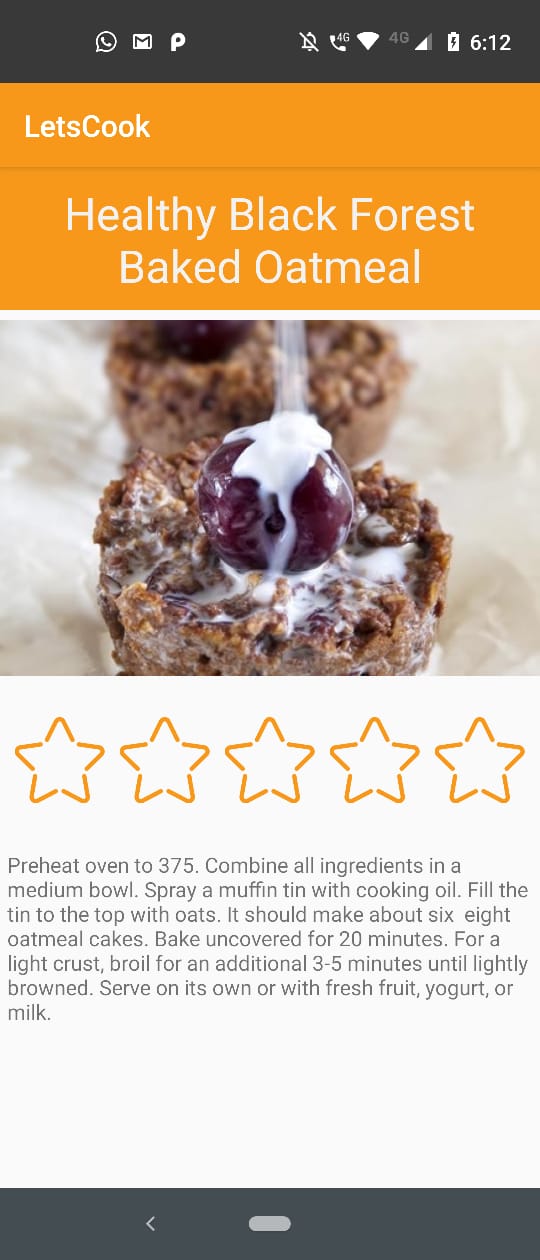 4G 4G 6:12
LetsCook
Healthy Black Forest
Baked Oatmeal
Preheat oven to 375. Combine all ingredients in a
medium bowl. Spray a muffin tin with cooking oil. Fill the
tin to the top with oats. It should make about six  eight
oatmeal cakes. Bake uncovered for 20 minutes. For a
light crust, broil for an additional 3-5 minutes until lightly
browned. Serve on its own or with fresh fruit, yogurt, or
milk.